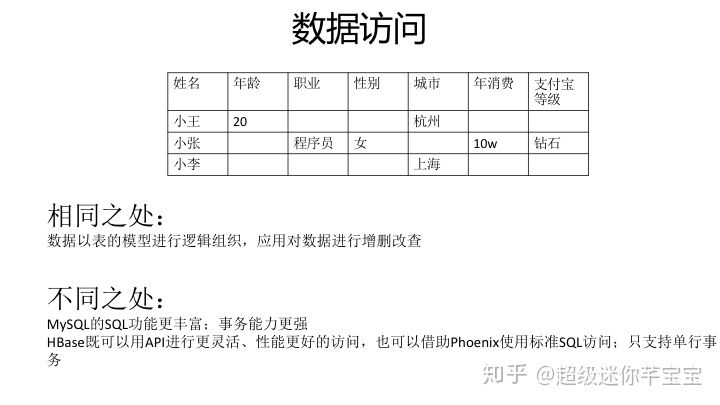 数据访问
姓名 年龄 职业 性别 城市 年消费 支付宝
等级
小王 20 杭州
小张 程序员 女 10w 钻石
小李 上海
相同之处：
数据以表的模型进行逻辑组织，应用对数据进行增删改查
不同之处：
MySQL的SQL功能更丰富；事务能力更强
HBase既可以用API进行更灵活、性能更好的访问，也可以借助Phoenix使用标准SQL访问；只支持单行事
务
知乎 @超级迷你芊宝宝